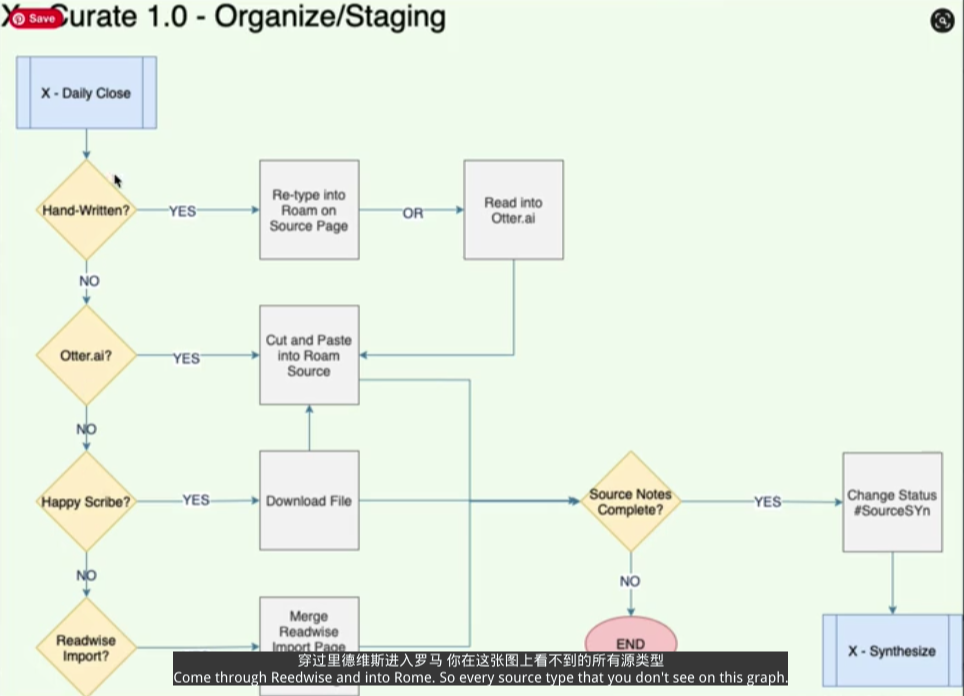 X - Curate 1.0 - Organize/Staging
Save
X - Daily Close
Hand-Written?
YES
Re-type into
Roam on
Source Page
OR
Read into
Otter.ai
NO
Otter.ai?
YES
Cut and Paste
into Roam
Source
NO
Happy Scribe?
YES
Download File
Source Notes
Complete?
YES
Change Status
#SourceSYn
NO
NO
Readwise
Import?
Merge
Readwise
Import Page
END
X - Synthesize
穿过里德维斯进入罗马 你在这张图上看不到的所有源类型
Come through Reedwise and into Rome. So every source type that you don't see on this graph.